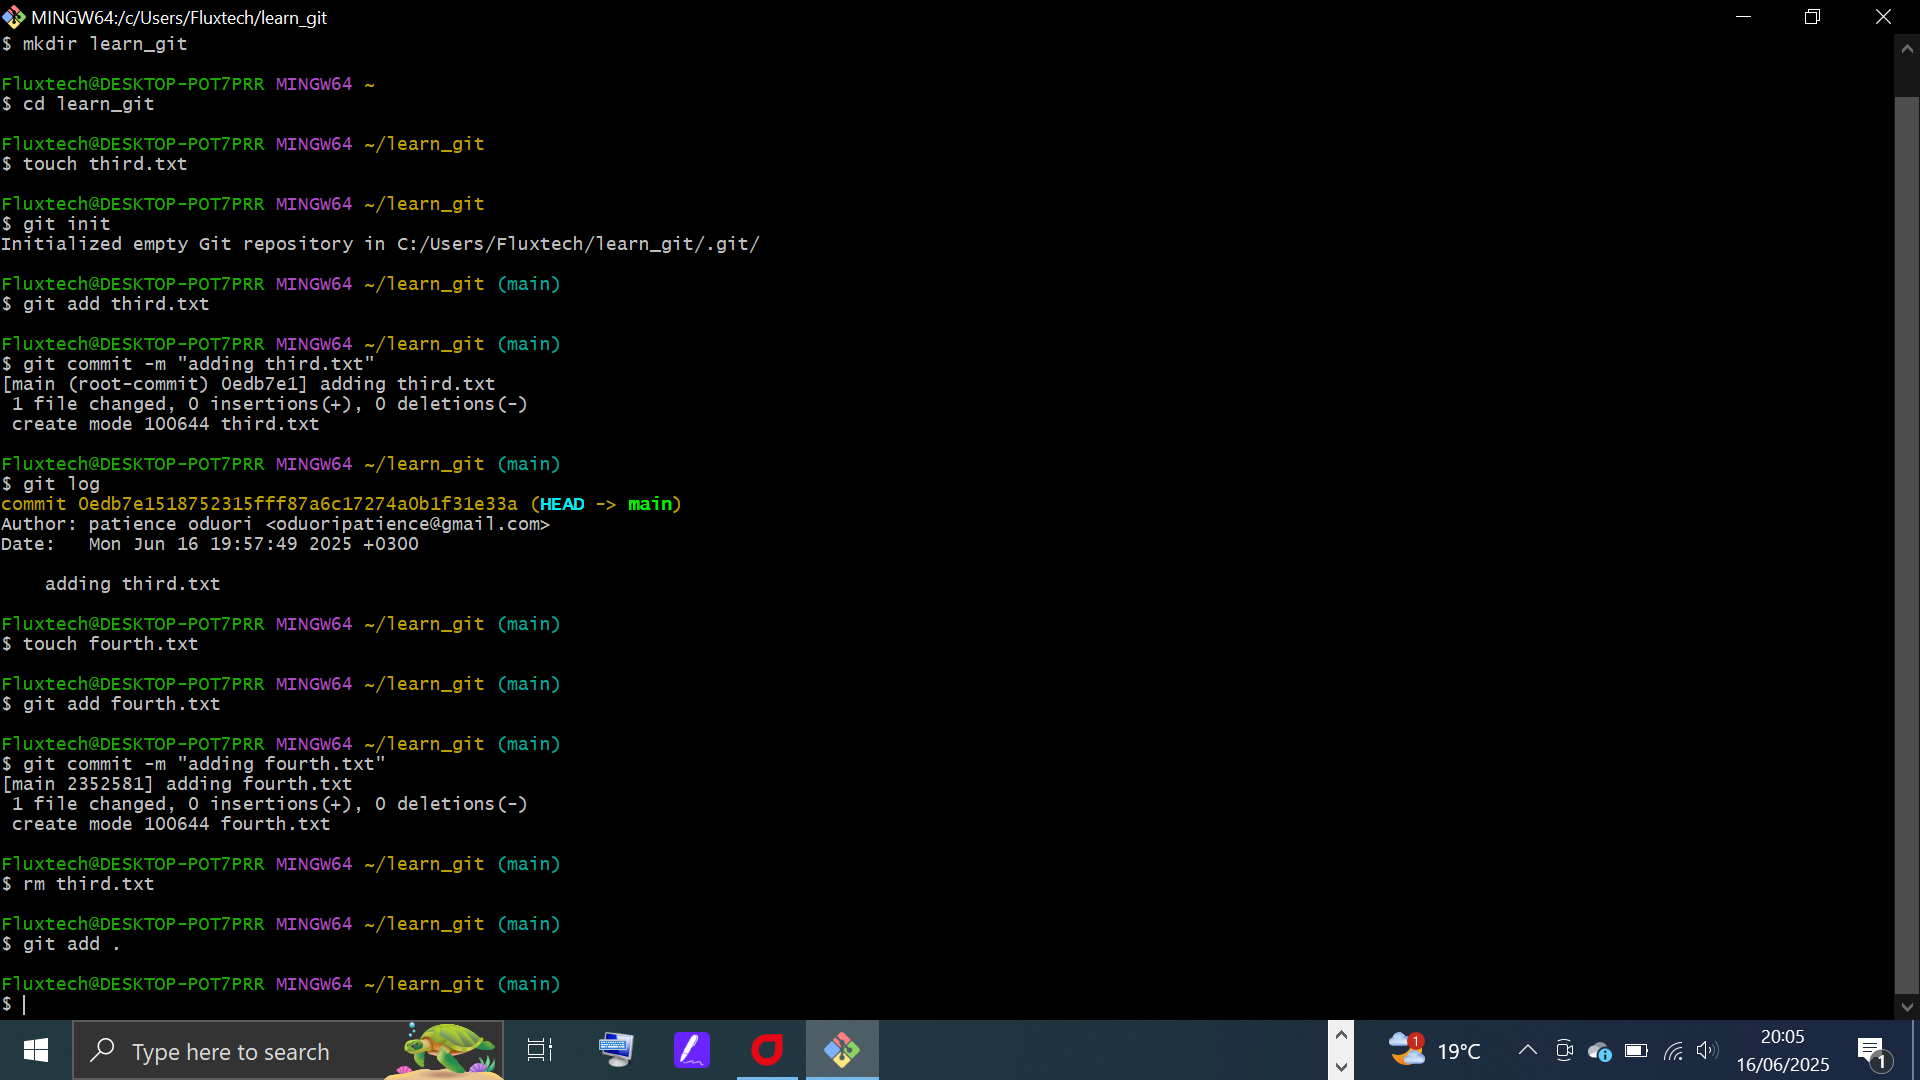 MINGW64:/c/Users/Fluxtech/learn_git
$ mkdir learn_git
Fluxtech@DESKTOP-POT7PRR MINGW64 ~
$ cd learn_git
Fluxtech@DESKTOP-POT7PRR MINGW64 ~/learn_git
$ touch third.txt
Fluxtech@DESKTOP-POT7PRR MINGW64 ~/learn_git
$ git init
Initialized empty Git repository in C:/Users/Fluxtech/learn_git/.git/
Fluxtech@DESKTOP-POT7PRR MINGW64 ~/learn_git (main)
$ git add third.txt
Fluxtech@DESKTOP-POT7PRR MINGW64 ~/learn_git (main)
$ git commit -m "adding third.txt"
[main (root-commit) 0edb7e1] adding third.txt
 1 file changed, 0 insertions(+), 0 deletions(-)
 create mode 100644 third.txt
Fluxtech@DESKTOP-POT7PRR MINGW64 ~/learn_git (main)
$ git log
commit 0edb7e1518752315fff87a6c17274a0b1f31e33a (HEAD -> main)
Author: patience oduori <oduoripatience@gmail.com>
Date:   Mon Jun 16 19:57:49 2025 +0300
    adding third.txt
Fluxtech@DESKTOP-POT7PRR MINGW64 ~/learn_git (main)
$ touch fourth.txt
Fluxtech@DESKTOP-POT7PRR MINGW64 ~/learn_git (main)
$ git add fourth.txt
Fluxtech@DESKTOP-POT7PRR MINGW64 ~/learn_git (main)
$ git commit -m "adding fourth.txt"
[main 2352581] adding fourth.txt
 1 file changed, 0 insertions(+), 0 deletions(-)
 create mode 100644 fourth.txt
Fluxtech@DESKTOP-POT7PRR MINGW64 ~/learn_git (main)
$ rm third.txt
Fluxtech@DESKTOP-POT7PRR MINGW64 ~/learn_git (main)
$ git add .
Fluxtech@DESKTOP-POT7PRR MINGW64 ~/learn_git (main)
$
Type here to search
1
19°C
20:05
16/06/2025
1